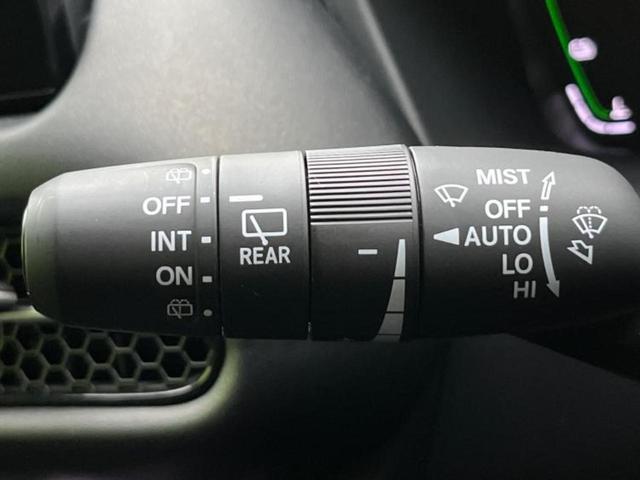 OFF
INT
ON
REAR
MIST
OFF
AUTO
LO
HI